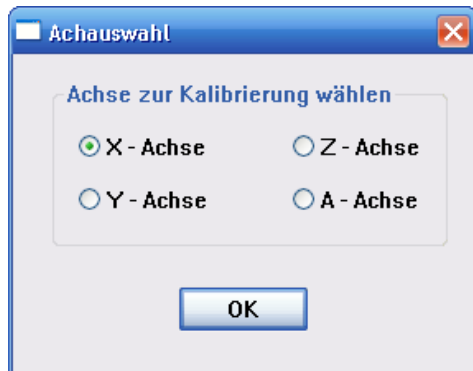 Achauswahl
Achse zur Kalibrierung wählen
X - Achse
Z - Achse
Y - Achse
A - Achse
OK